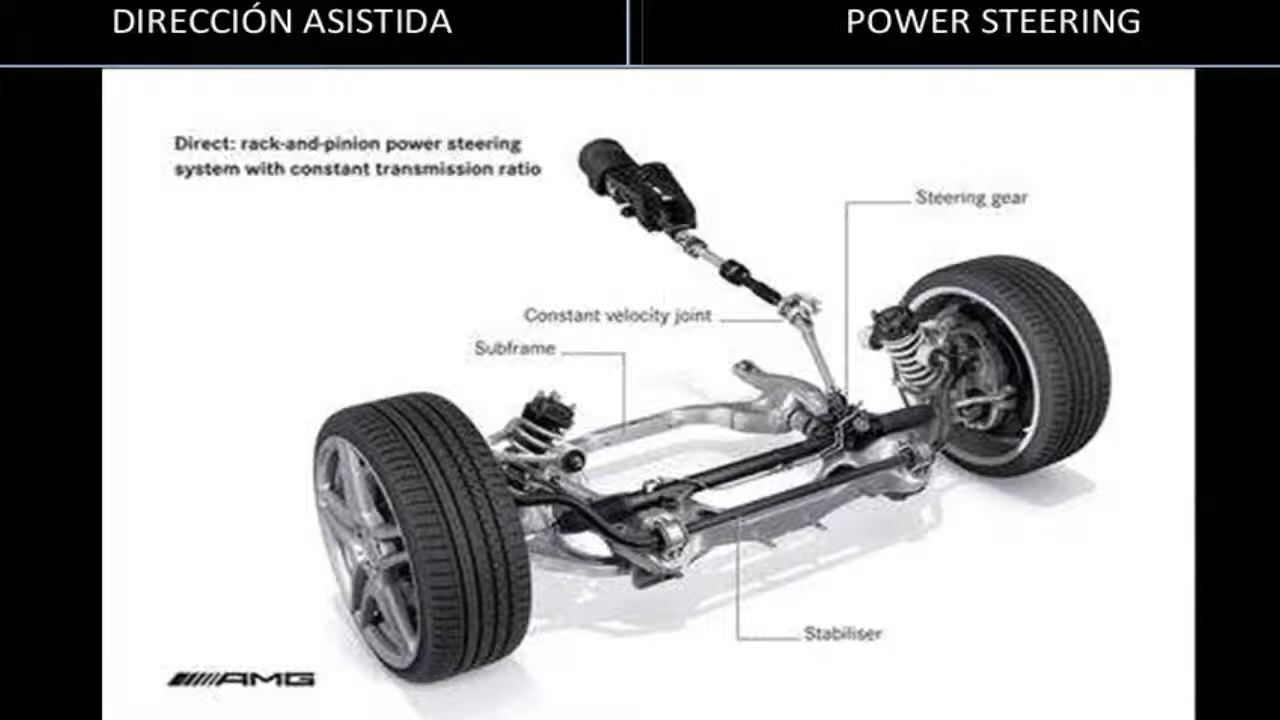 DIRECCIÓN ASISTIDA
POWER STEERING
Direct: rack-and-pinion power steering
system with constant transmission ratio
Steering gear
Constant velocity joint
Subframe
Stabiliser
AMG